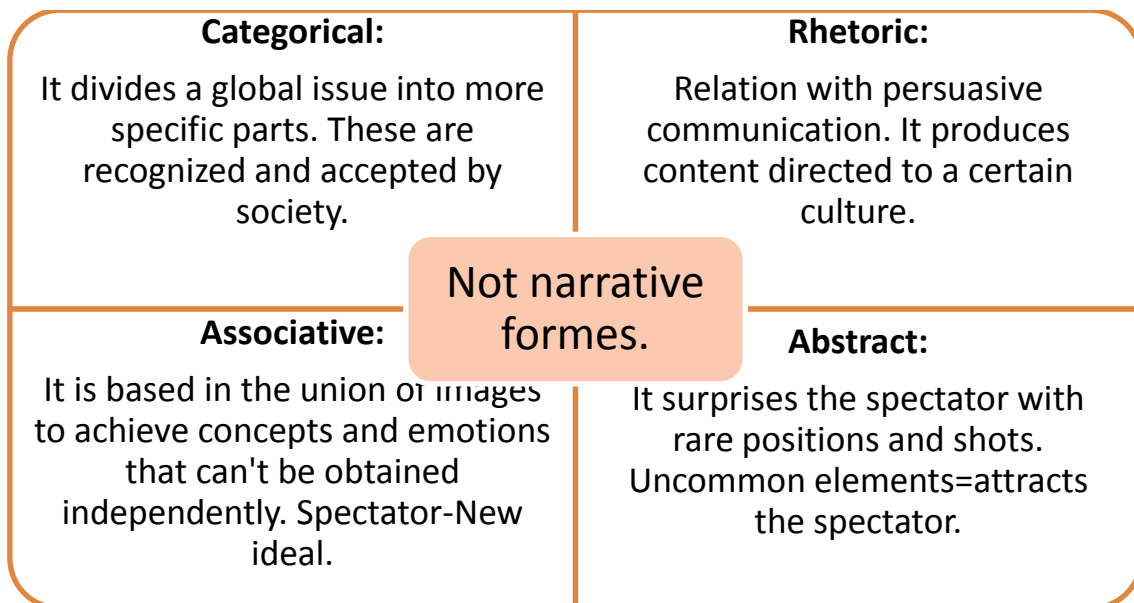 Categorical:
It divides a global issue into more
specific parts. These are
recognized and accepted by
society.
Rhetoric:
Relation with persuasive
communication. It produces
content directed to a certain
culture.
Not narrative
formes.
Associative:
It is based in the union of images
to achieve concepts and emotions
that can't be obtained
independently. Spectator-New
ideal.
Abstract:
It surprises the spectator with
rare positions and shots.
Uncommon elements=attracts
the spectator.